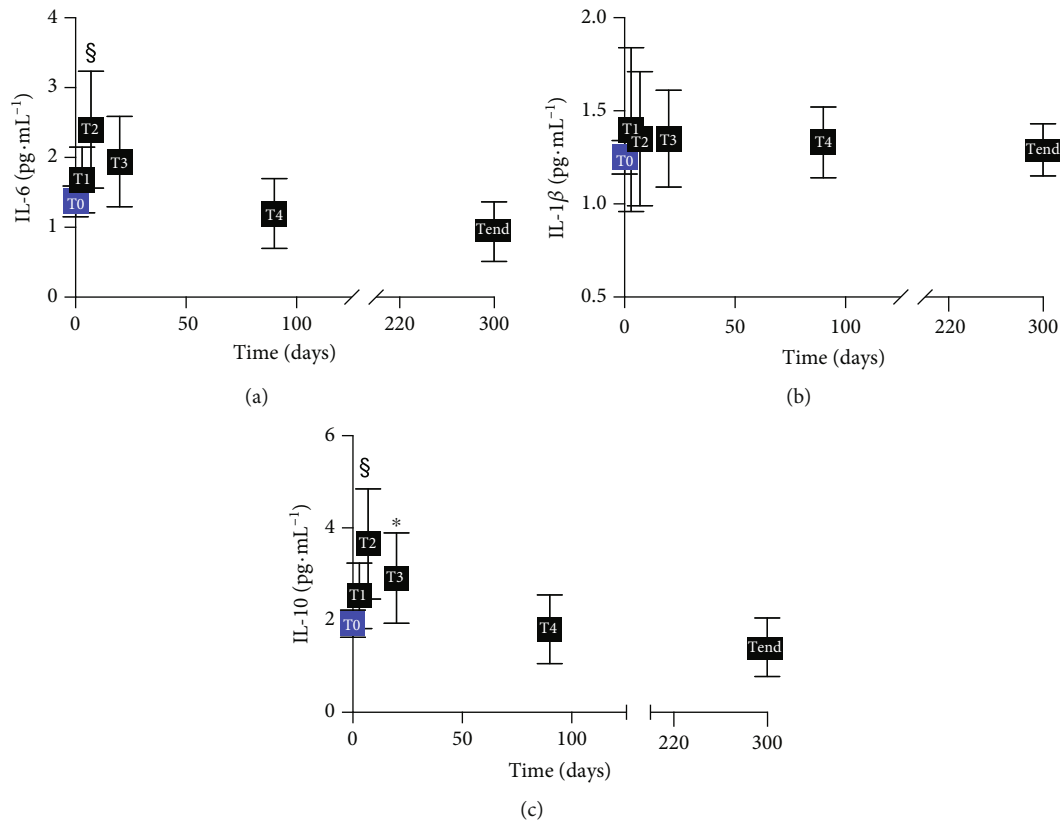 4
3
2
1
0
IL-6 (pg·mL⁻¹)
§
T0
T1
T2
T3
T4
Tend
0
50
100
220
300
Time (days)
(a)
2.0
1.5
1.0
0.5
IL-1β (pg·mL⁻¹)
T0
T1
T2
T3
T4
Tend
0
50
100
220
300
Time (days)
(b)
6
4
2
0
IL-10 (pg·mL⁻¹)
§
*
T0
T1
T2
T3
T4
Tend
0
50
100
220
300
Time (days)
(c)